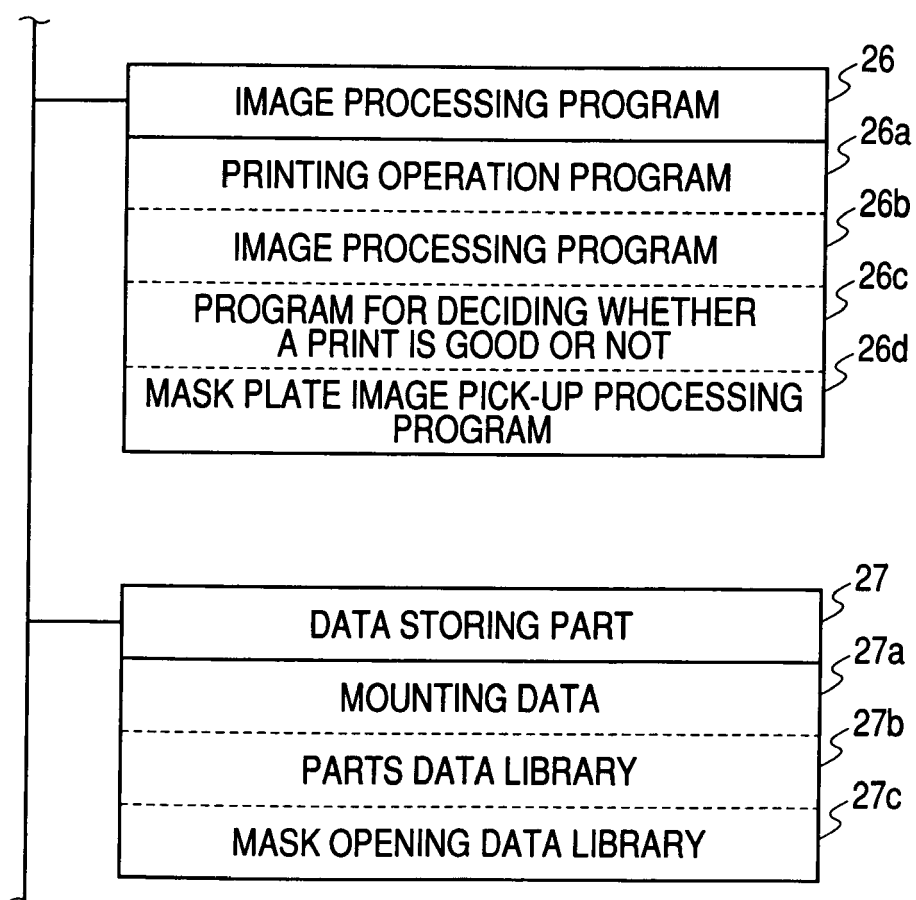 26
IMAGE PROCESSING PROGRAM
26a
PRINTING OPERATION PROGRAM
26b
IMAGE PROCESSING PROGRAM
26c
PROGRAM FOR DECIDING WHETHER
A PRINT IS GOOD OR NOT
26d
MASK PLATE IMAGE PICK-UP PROCESSING
PROGRAM
27
DATA STORING PART
27a
MOUNTING DATA
27b
PARTS DATA LIBRARY
27c
MASK OPENING DATA LIBRARY